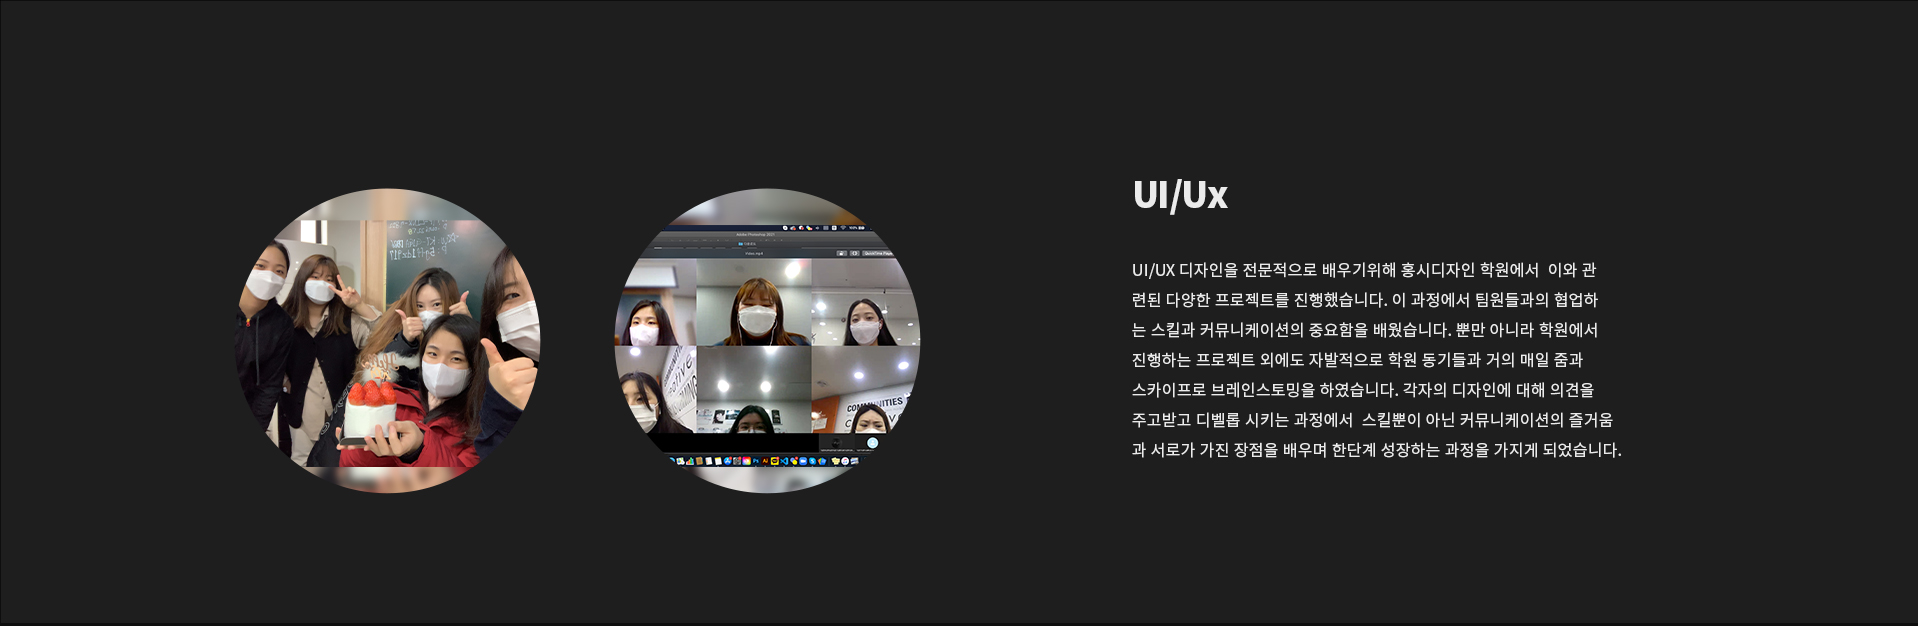 UI/Ux
UI/UX 디자인을 전문적으로 배우기위해 홍시디자인 학원에서  이와 관
련된 다양한 프로젝트를 진행했습니다. 이 과정에서 팀원들과의 협업하
는 스킬과 커뮤니케이션의 중요함을 배웠습니다. 뿐만 아니라 학원에서
진행하는 프로젝트 외에도 자발적으로 학원 동기들과 거의 매일 줌과
스카이프로 브레인스토밍을 하였습니다. 각자의 디자인에 대해 의견을
주고받고 디벨롭 시키는 과정에서  스킬뿐이 아닌 커뮤니케이션의 즐거움
과 서로가 가진 장점을 배우며 한단계 성장하는 과정을 가지게 되었습니다.
Adobe Photoshop 2021
COMMUNITIES